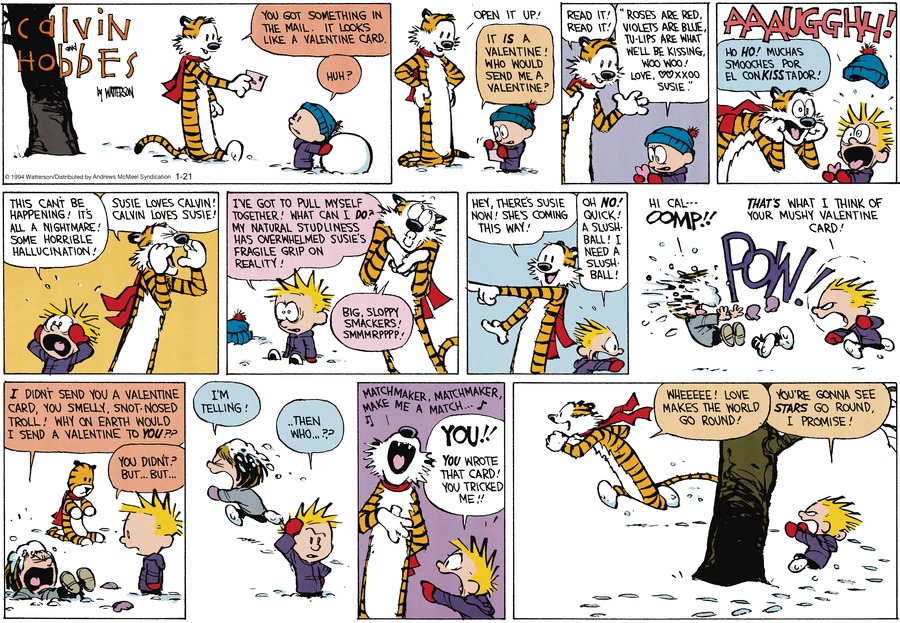 Calvin
and
HobbEs
by WATTERSON
YOU GOT SOMETHING IN
THE MAIL. IT LOOKS
LIKE A VALENTINE CARD.
HUH?
© 1994 Watterson/Distributed by Andrews McMeel Syndication 1-21
OPEN IT UP!
IT IS A
VALENTINE!
WHO WOULD
SEND ME A
VALENTINE?
READ IT!
READ IT!
"ROSES ARE RED,
VIOLETS ARE BLUE,
TU-LIPS ARE WHAT
WE'LL BE KISSING,
WOO WOO!
LOVE, ♡♡XXOO
SUSIE."
AAAUGGHH!
HO HO! MUCHAS
SMOOCHES POR
EL CONKISSTADOR!
THIS CAN'T BE
HAPPENING! IT'S
ALL A NIGHTMARE!
SOME HORRIBLE
HALLUCINATION!
SUSIE LOVES CALVIN!
CALVIN LOVES SUSIE!
I'VE GOT TO PULL MYSELF
TOGETHER! WHAT CAN I DO?
MY NATURAL STUDLINESS
HAS OVERWHELMED SUSIE'S
FRAGILE GRIP ON
REALITY!
BIG, SLOPPY
SMACKERS!
SMMMRPPPP!
HEY, THERE'S SUSIE
NOW! SHE'S COMING
THIS WAY!
OH NO!
QUICK!
A SLUSH-
BALL! I
NEED A
SLUSH-
BALL!
HI CAL---
OOMP!!
POW!!
THAT'S WHAT I THINK OF
YOUR MUSHY VALENTINE
CARD!
I DIDN'T SEND YOU A VALENTINE
CARD, YOU SMELLY, SNOT-NOSED
TROLL! WHY ON EARTH WOULD
I SEND A VALENTINE TO YOU??
YOU DIDN'T?
BUT...BUT...
I'M
TELLING!
..THEN
WHO...??
MATCHMAKER, MATCHMAKER,
MAKE ME A MATCH... ♪
♫
YOU!!
YOU WROTE
THAT CARD!
YOU TRICKED
ME!!
WHEEEEE! LOVE
MAKES THE WORLD
GO ROUND!
YOU'RE GONNA SEE
STARS GO ROUND,
I PROMISE!